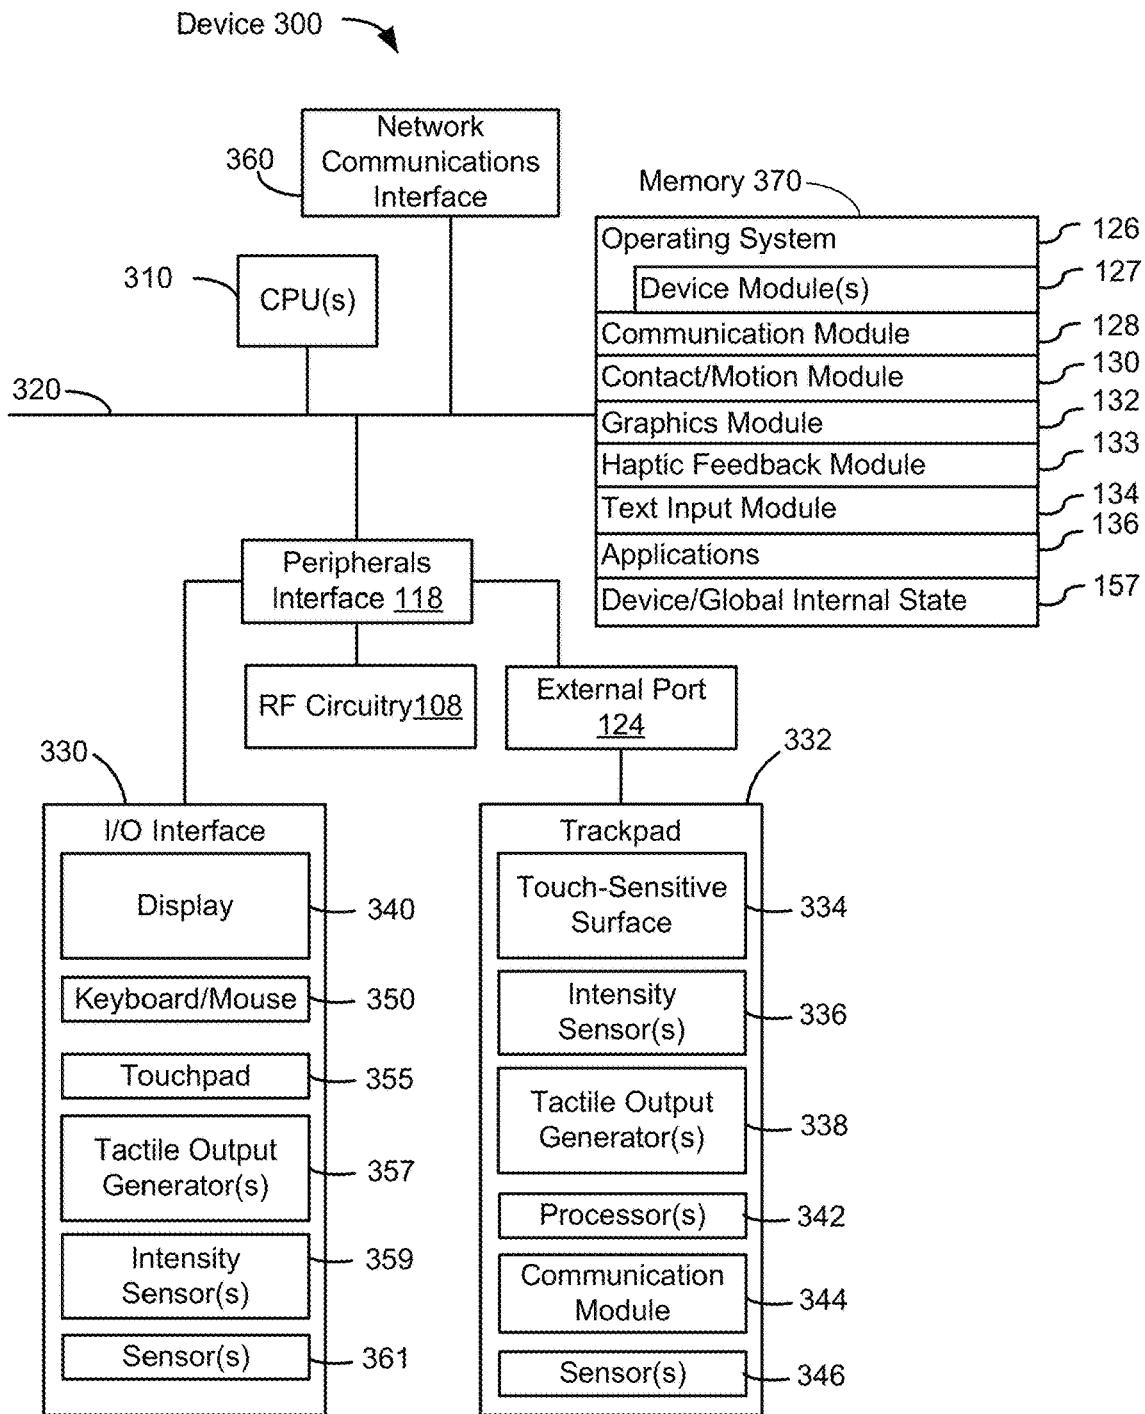 Device 300
Network
Communications
Interface
360
Memory 370
Operating System
126
Device Module(s)
127
310
CPU(s)
Communication Module
128
Contact/Motion Module
130
320
Graphics Module
132
Haptic Feedback Module
133
Text Input Module
134
Applications
136
Device/Global Internal State
157
Peripherals
Interface 118
RF Circuitry108
External Port
124
330
I/O Interface
Display
340
Keyboard/Mouse
350
Touchpad
355
Tactile Output
Generator(s)
357
Intensity
Sensor(s)
359
Sensor(s)
361
332
Trackpad
Touch-Sensitive
Surface
334
Intensity
Sensor(s)
336
Tactile Output
Generator(s)
338
Processor(s)
342
Communication
Module
344
Sensor(s)
346